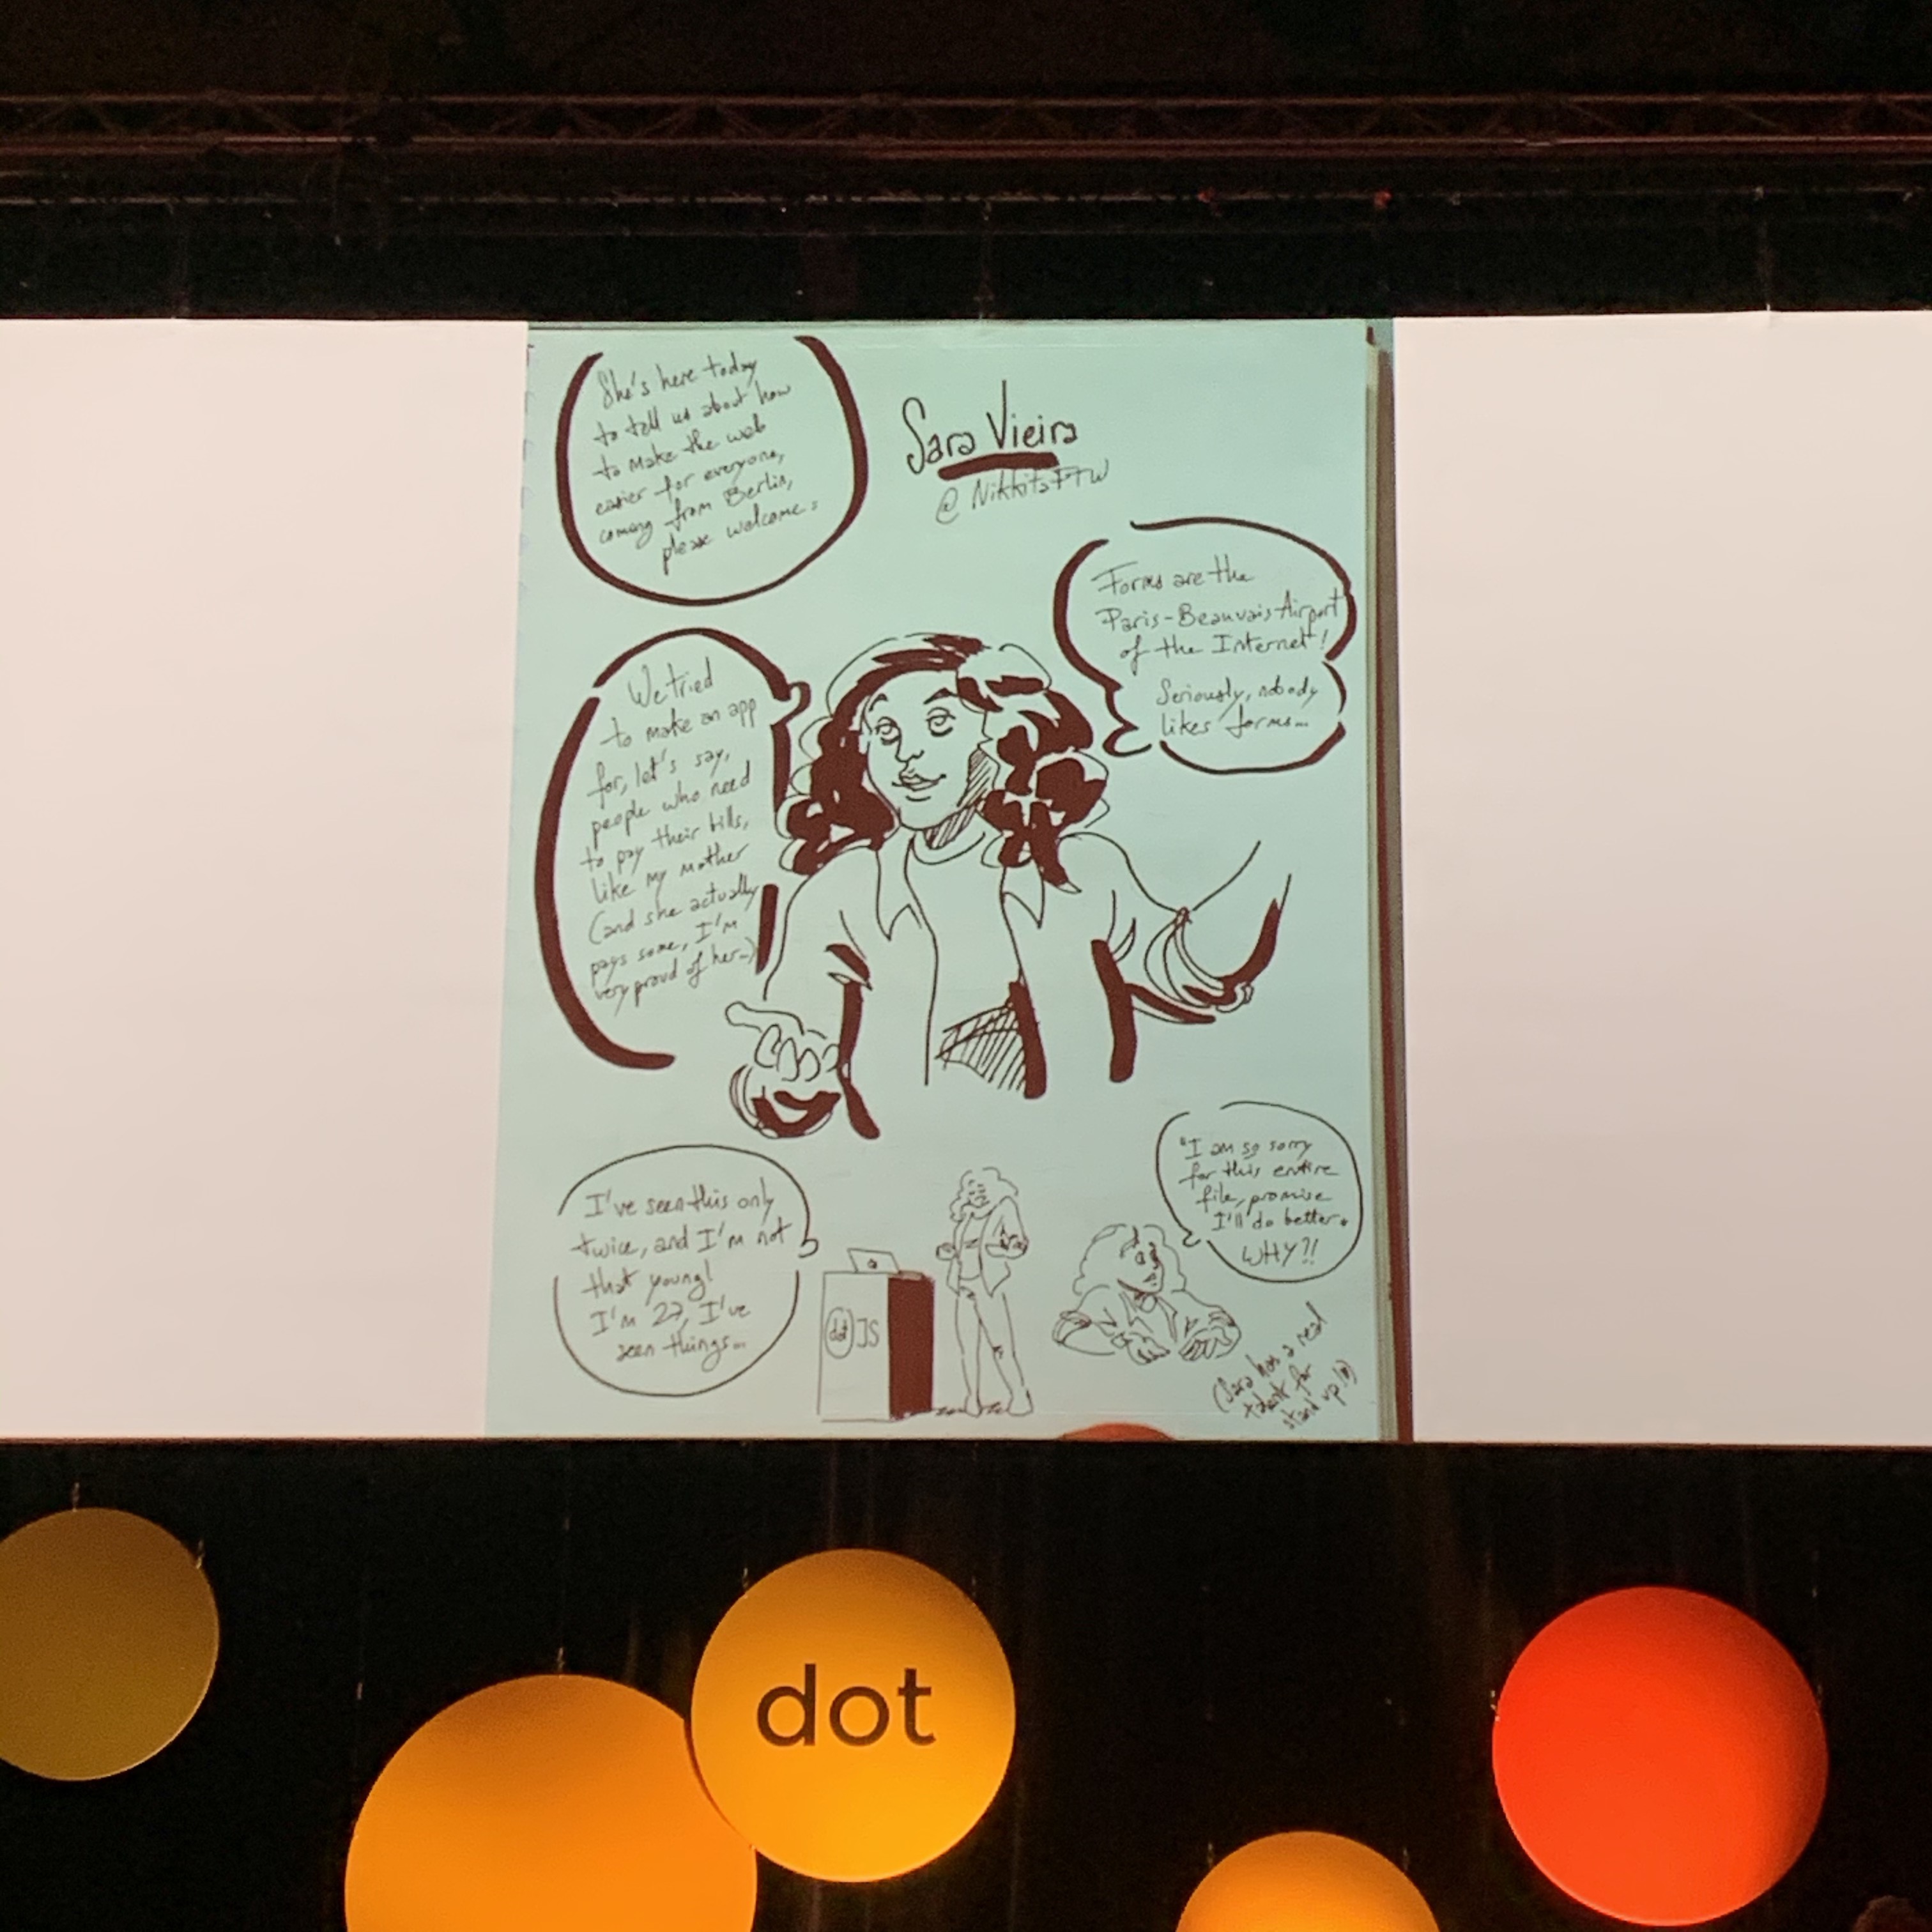 She's here today
to tell us about how
to make the web
easier for everyone,
coming from Berlin,
please welcome:
Sara Vieira
@NikkitaFTW
Forms are the
Paris-Beauvais Airport
of the Internet!
Seriously, nobody
likes forms...
We tried
to make an app
for, let's say,
people who need
to pay their bills,
like my mother
(and she actually
pays some, I'm
very proud of her...)
I've seen this only
twice, and I'm not
that young!
I'm 27, I've
seen things...
dot JS
"I am so sorry
for this entire
file, promise
I'll do better.
WHY?!
(Sara has a real
talent for
stand up
dot